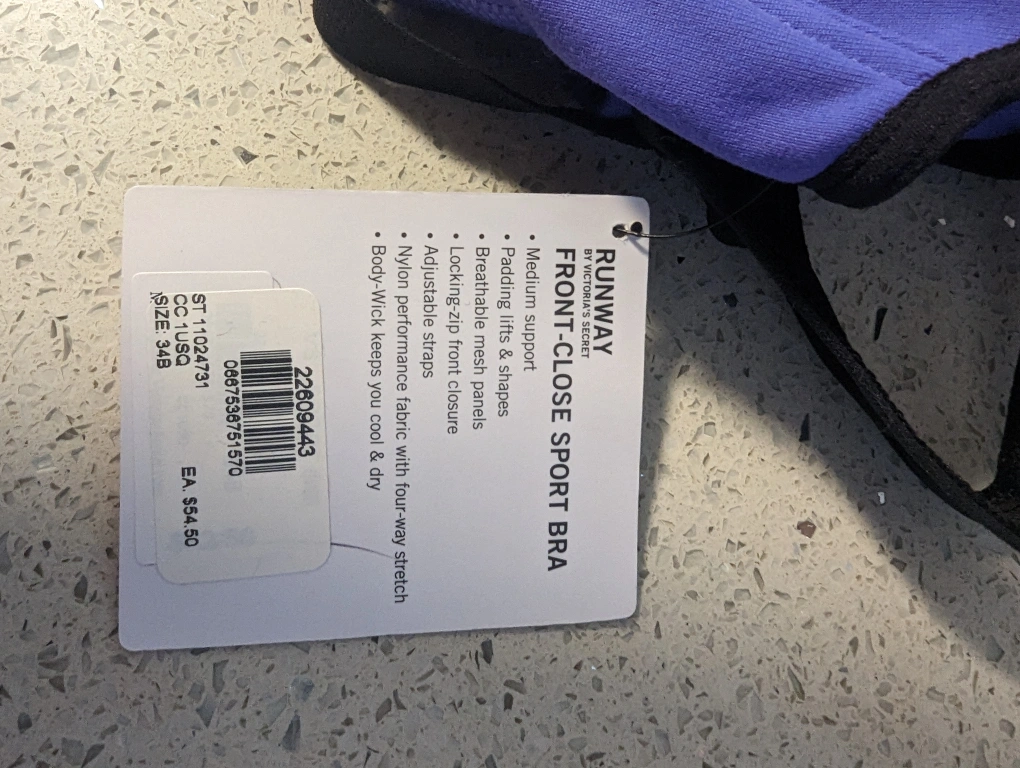 RUNWAY
BY VICTORIA'S SECRET
FRONT-CLOSE SPORT BRA
• Medium support
• Padding lifts & shapes
• Breathable mesh panels
• Locking-zip front closure
• Adjustable straps
• Nylon performance fabric with four-way stretch
• Body-Wick keeps you cool & dry
22609443
0667538751570
ST 11024731
CC 1USQ EA. $54.50
SIZE: 34B